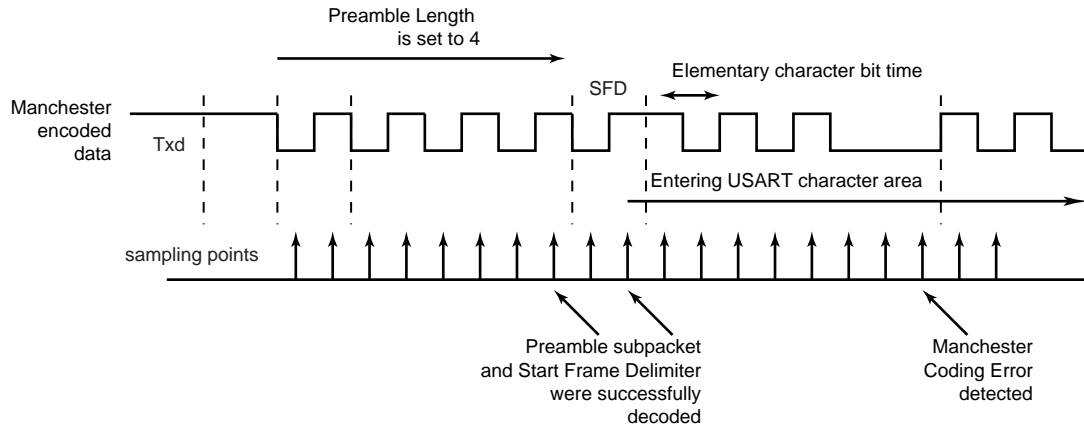 Preamble Length
is set to 4
Elementary character bit time
SFD
Manchester
encoded
data
Txd
Entering USART character area
sampling points
Preamble subpacket
and Start Frame Delimiter
were successfully
decoded
Manchester
Coding Error
detected